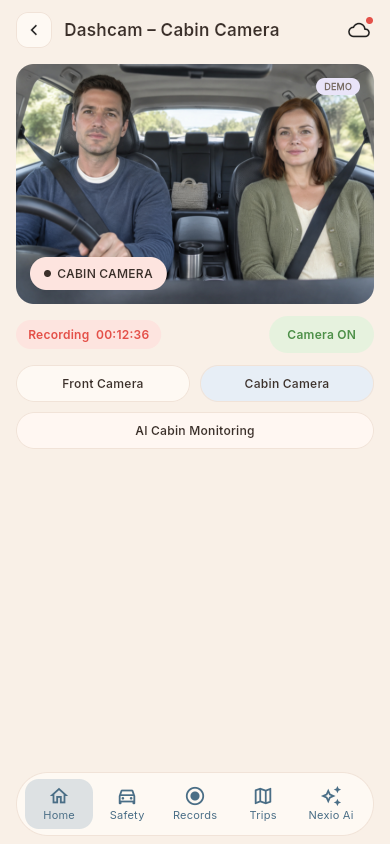 Dashcam – Cabin Camera
DEMO
CABIN CAMERA
Recording 00:12:36
Camera ON
Front Camera
Cabin Camera
AI Cabin Monitoring
Home
Safety
Records
Trips
Nexio Ai